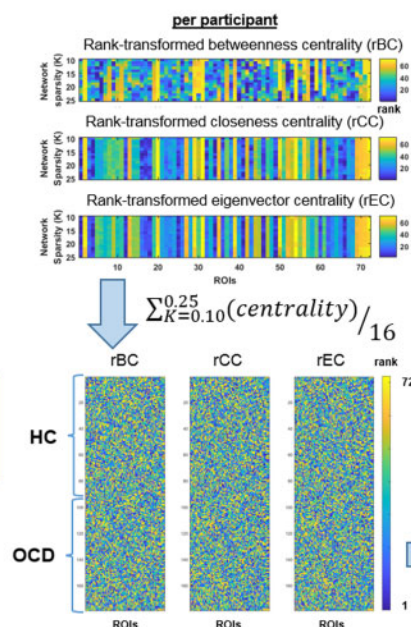 per participant
Rank-transformed betweenness centrality (rBC)
Network
sparsity (K)
10
15
20
25
60
40
20
rank
Rank-transformed closeness centrality (rCC)
Network
Sparsity (K)
10
15
20
25
60
40
20
Rank-transformed eigenvector centrality (rEC)
Network
Sparsity (K)
10
15
20
25
60
40
20
10 20 30 40 50 60 70
ROIs
∑_{K=0.10}^{0.25}(centrality)/16
rBC rCC rEC rank
72
HC
OCD
1
ROIs ROIs ROIs